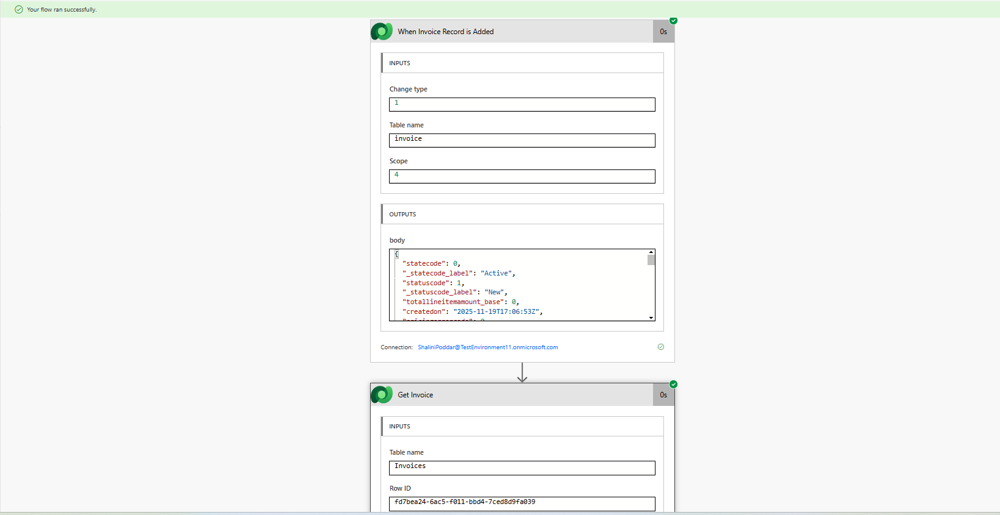 Your flow ran successfully.
When Invoice Record is Added
0s
INPUTS
Change type
1
Table name
invoice
Scope
4
OUTPUTS
body
{
"statecode": 0,
"_statecode_label": "Active",
"statuscode": 1,
"_statuscode_label": "New",
"totallineitemamount_base": 0,
"createdon": "2025-11-19T17:06:53Z",
Connection: ShaliniPoddar@TestEnvironment11.onmicrosoft.com
Get Invoice
0s
INPUTS
Table name
Invoices
Row ID
fd7bea24-6ac5-f011-bbd4-7ced8d9fa039